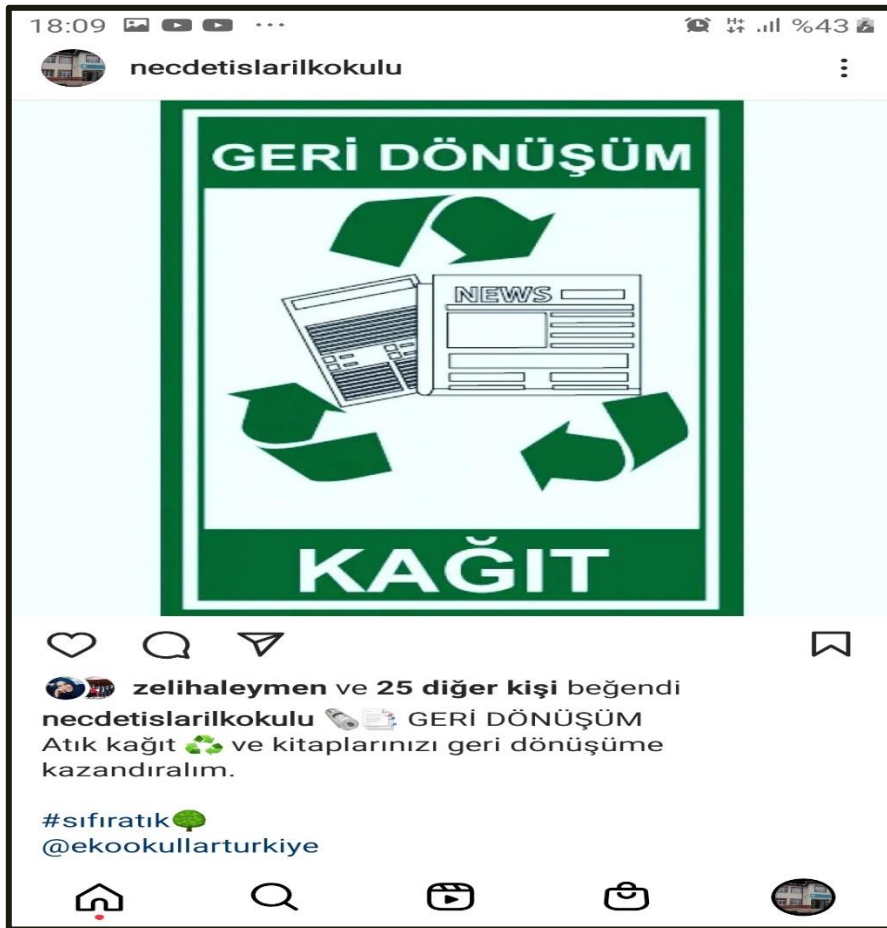 18:09 ... H+ %43
necdetislarilkokulu
GERİ DÖNÜŞÜM
NEWS
KAĞIT
zelihaleymen ve 25 diğer kişi beğendi
necdetislarilkokulu 🗞️📑 GERİ DÖNÜŞÜM
Atık kağıt ♻️ ve kitaplarınızı geri dönüşüme
kazandıralım.
#sıfıratık🌳
@ekookullarturkiye